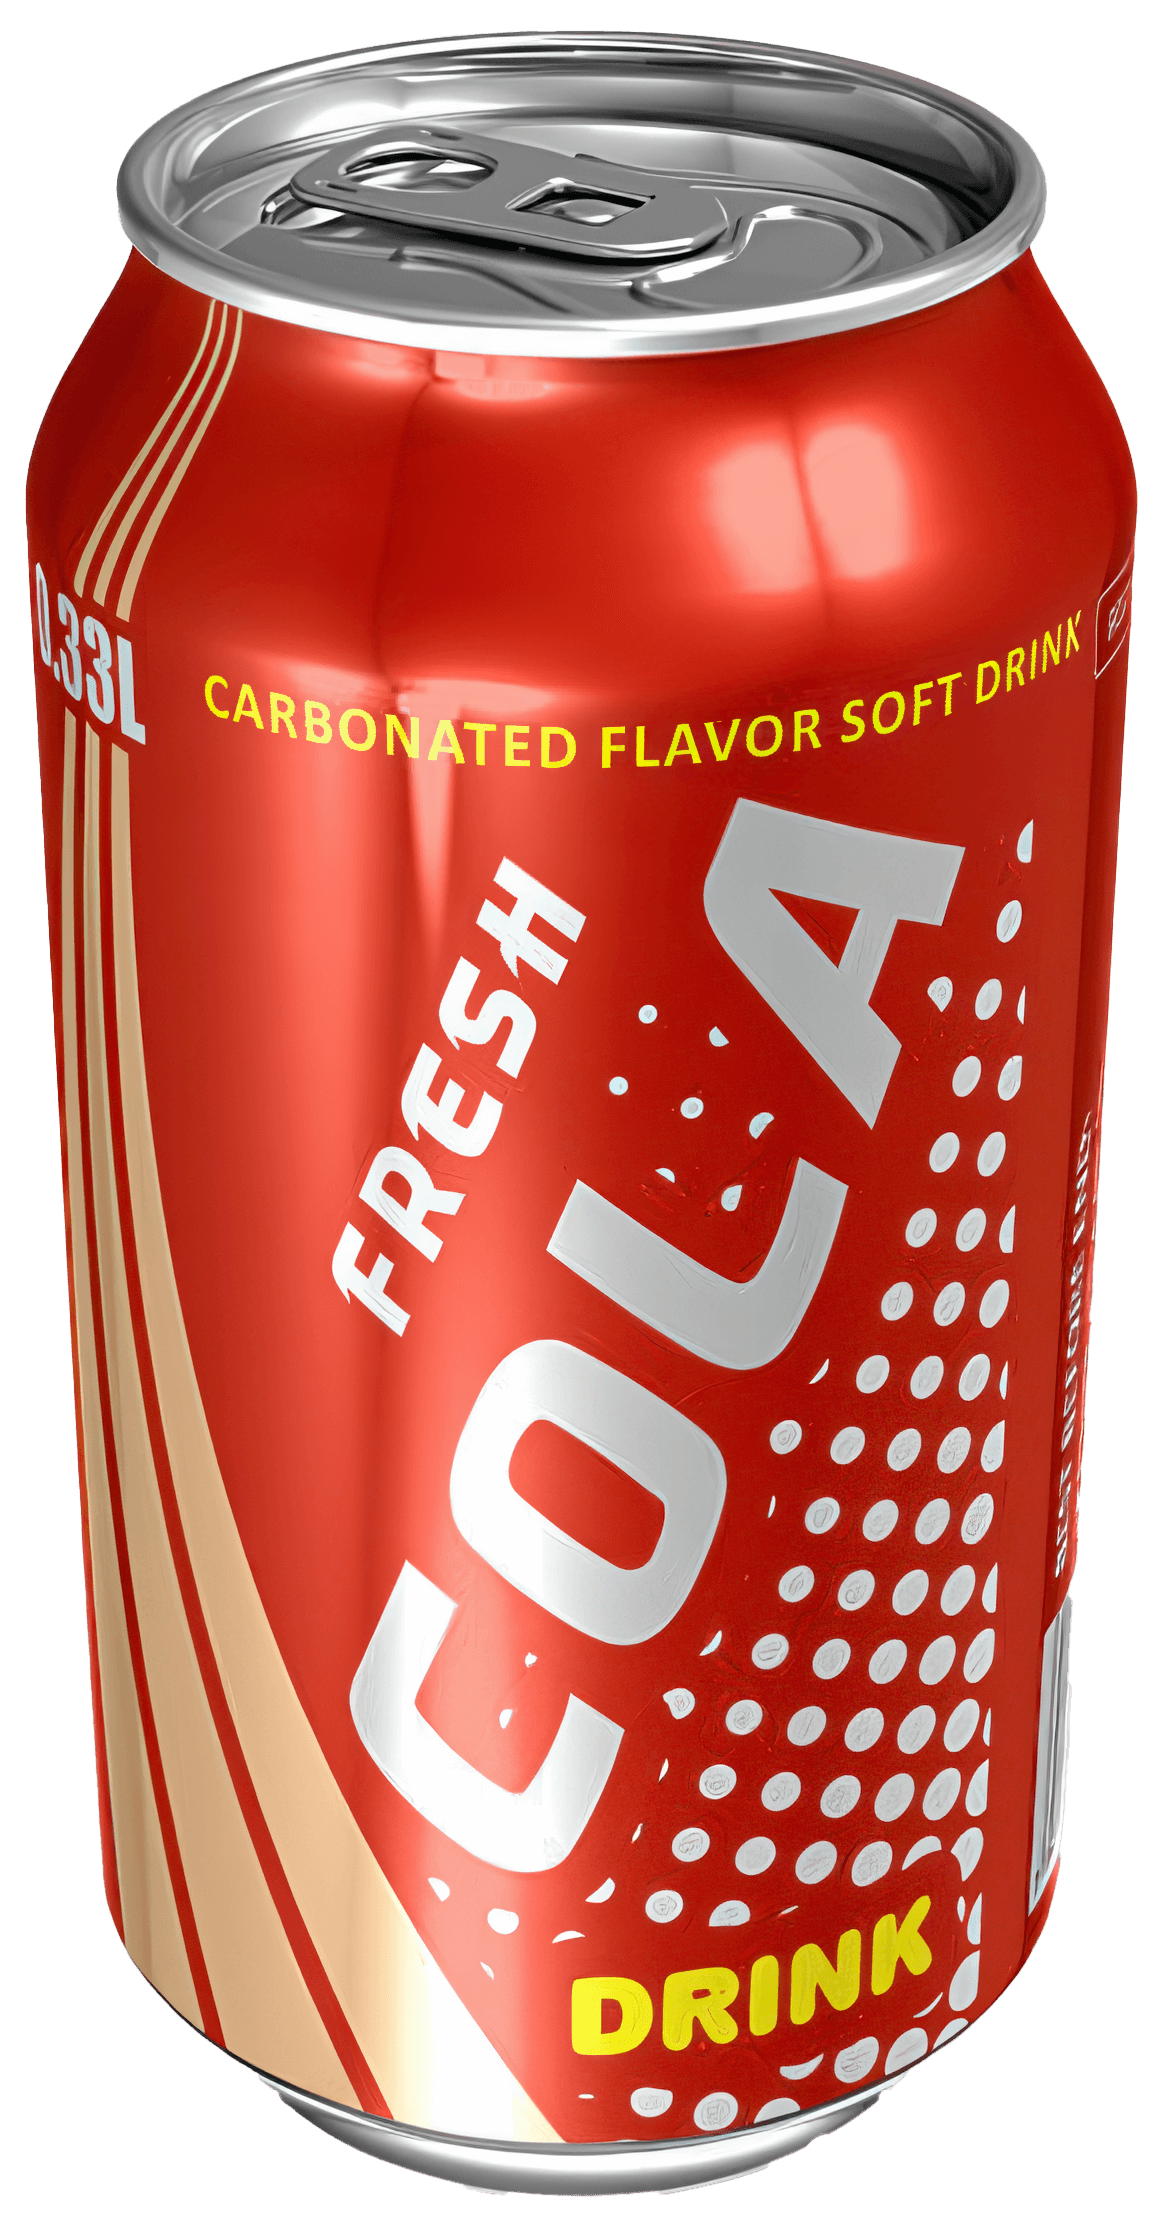 0.33L
CARBONATED FLAVOR SOFT DRINK
FRESH
COLA
DRINK